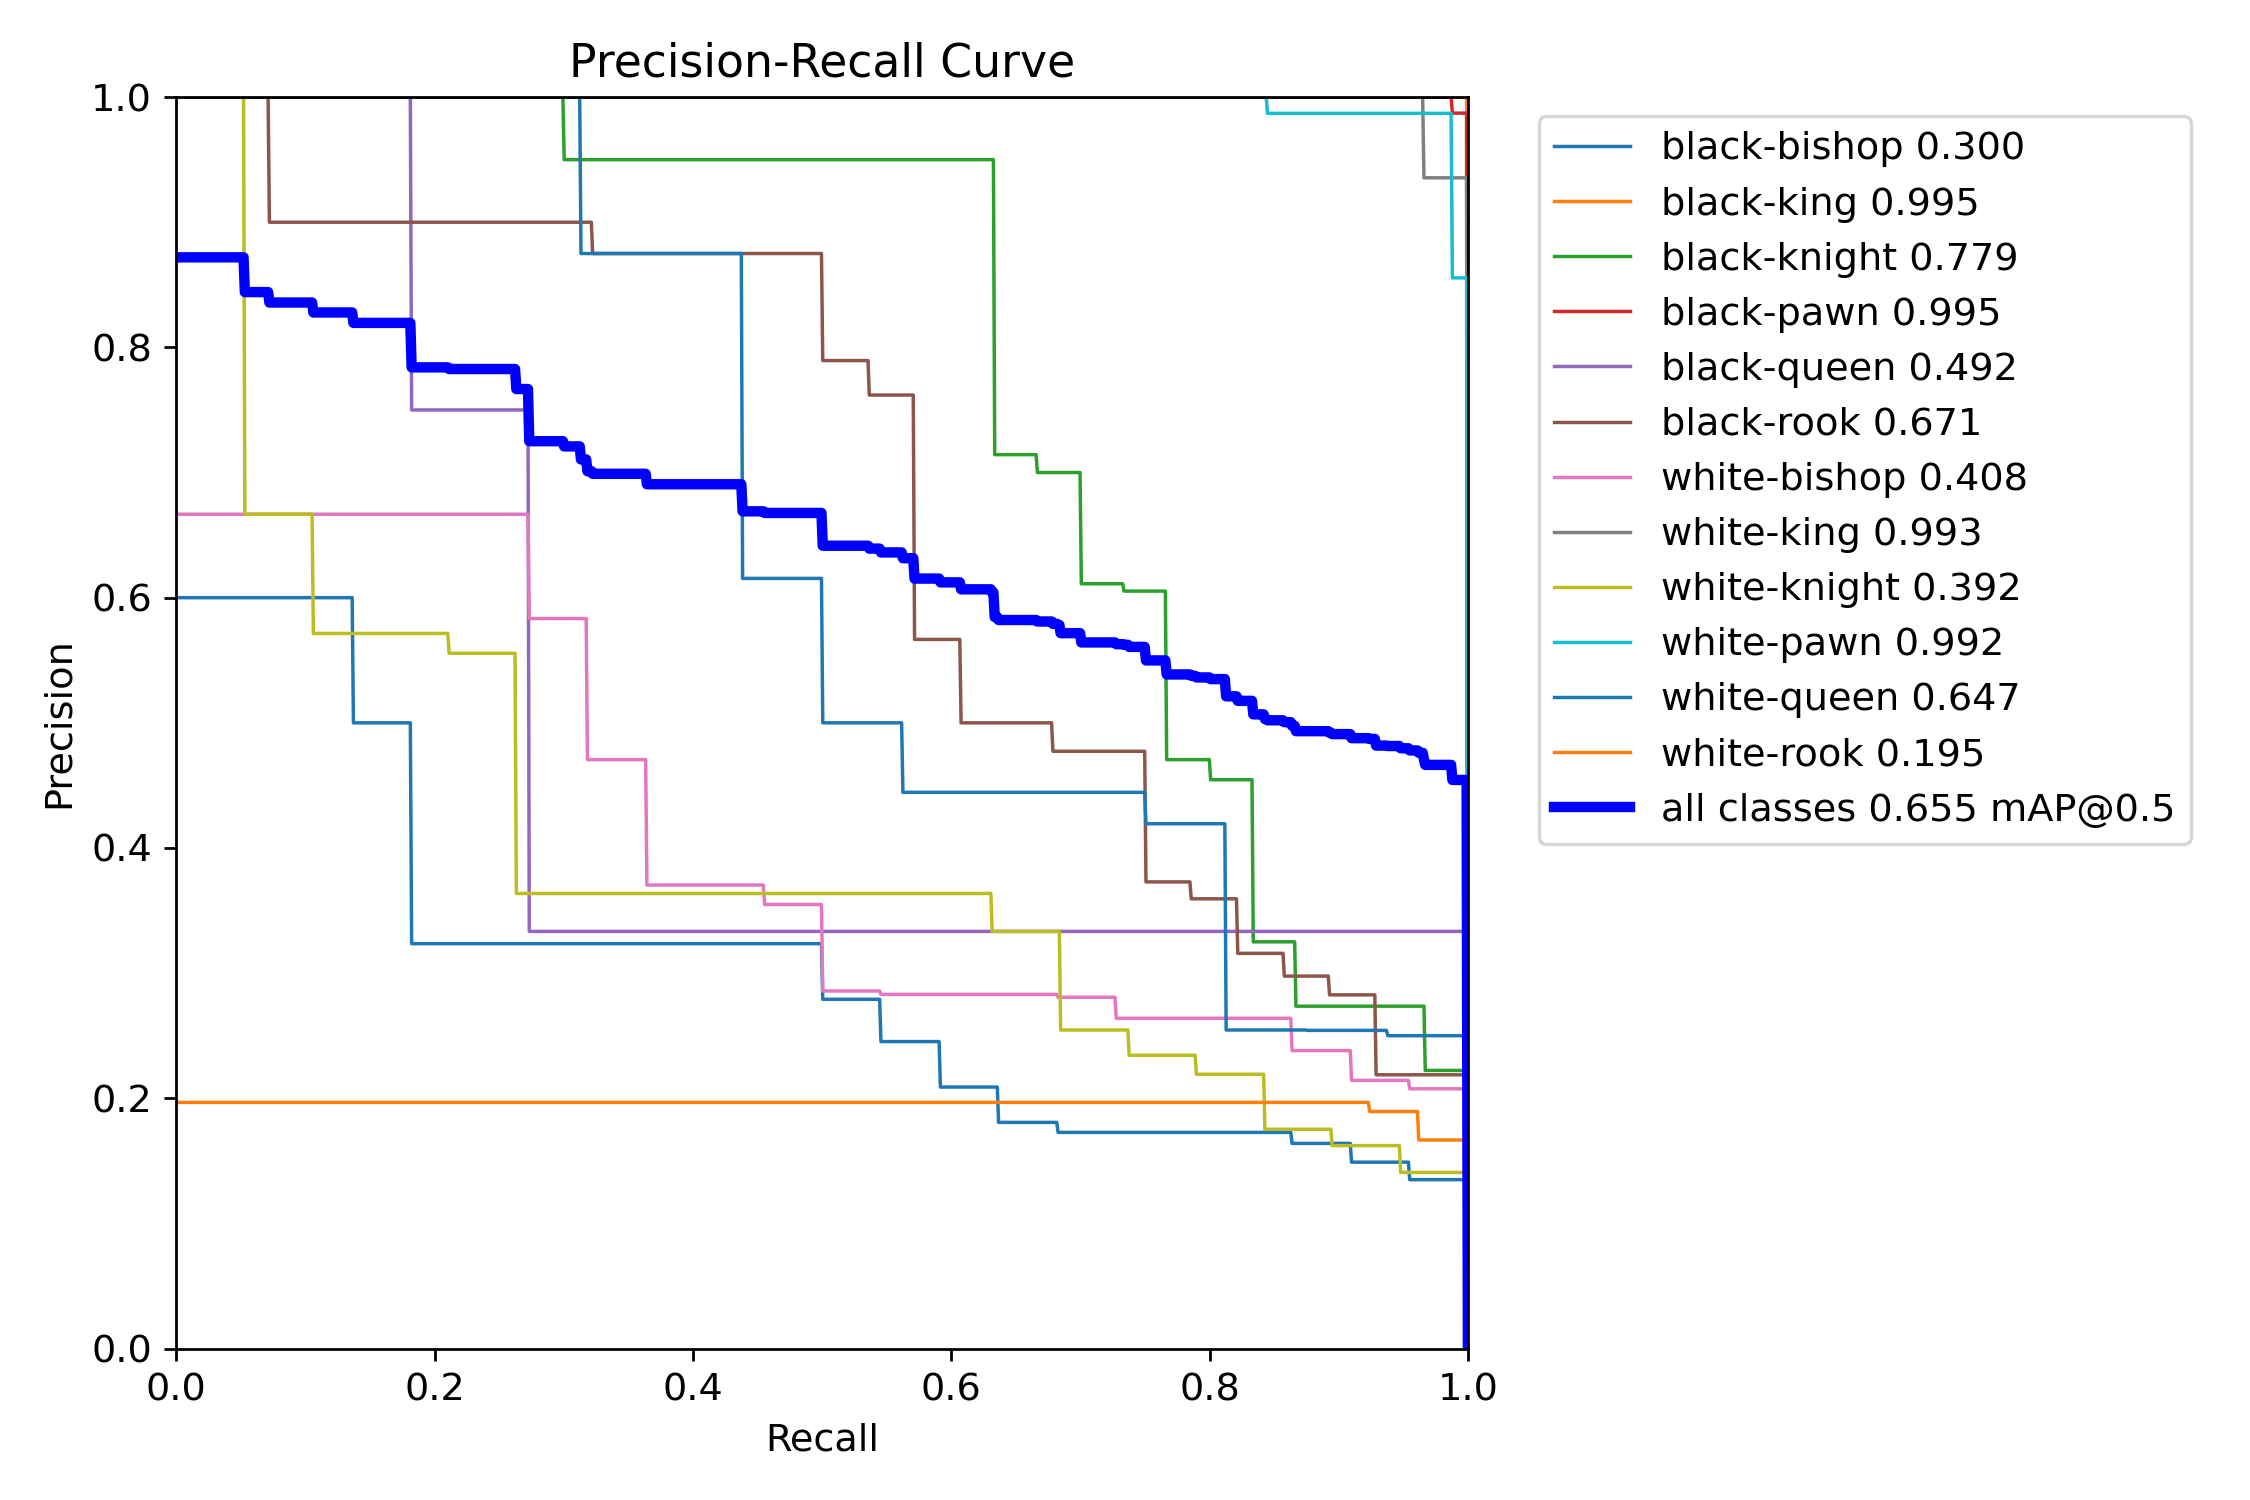 Precision-Recall Curve
1.0
0.8
0.6
0.4
0.2
0.0
Precision
0.0 0.2 0.4 0.6 0.8 1.0
Recall
black-bishop 0.300
black-king 0.995
black-knight 0.779
black-pawn 0.995
black-queen 0.492
black-rook 0.671
white-bishop 0.408
white-king 0.993
white-knight 0.392
white-pawn 0.992
white-queen 0.647
white-rook 0.195
all classes 0.655 mAP@0.5